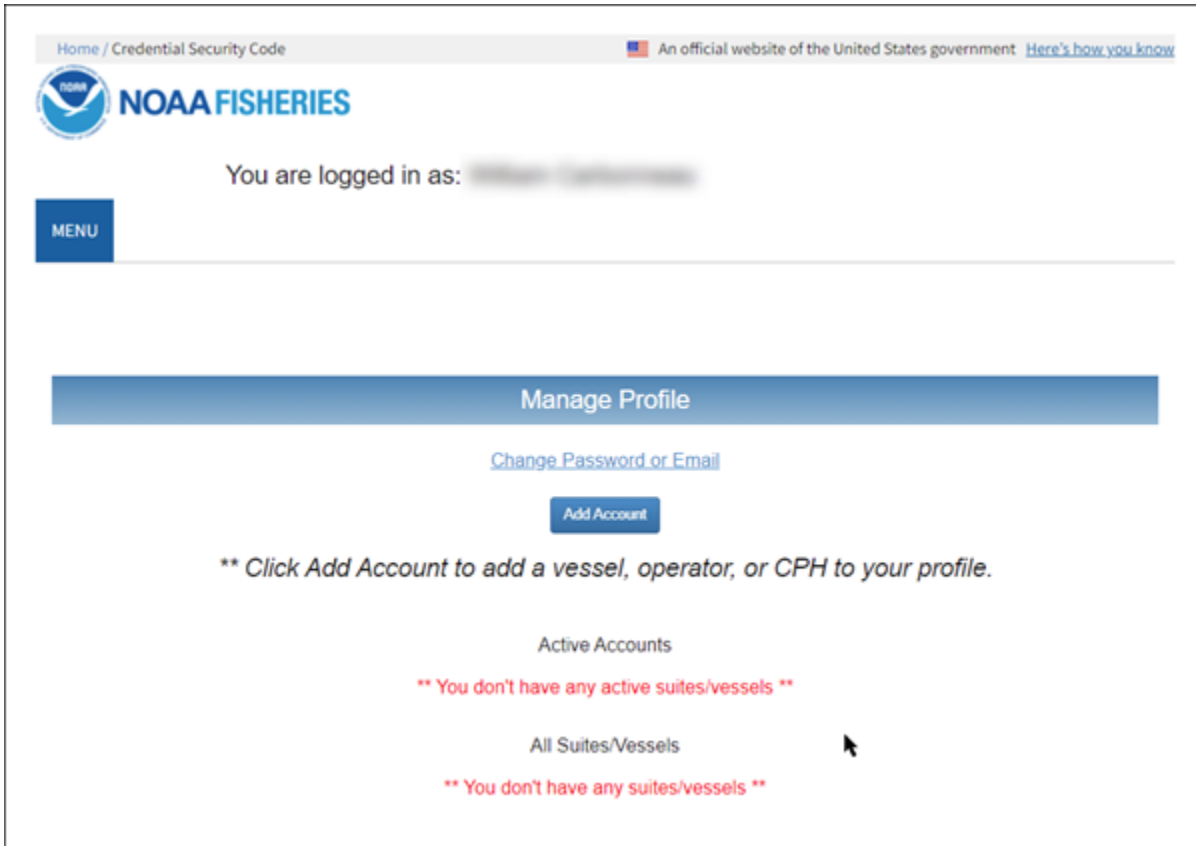 Home / Credential Security Code
An official website of the United States government Here's how you know
NOAA
NOAA FISHERIES
You are logged in as:
MENU
Manage Profile
Change Password or Email
Add Account
** Click Add Account to add a vessel, operator, or CPH to your profile.
Active Accounts
** You don't have any active suites/vessels **
All Suites/Vessels
** You don't have any suites/vessels **